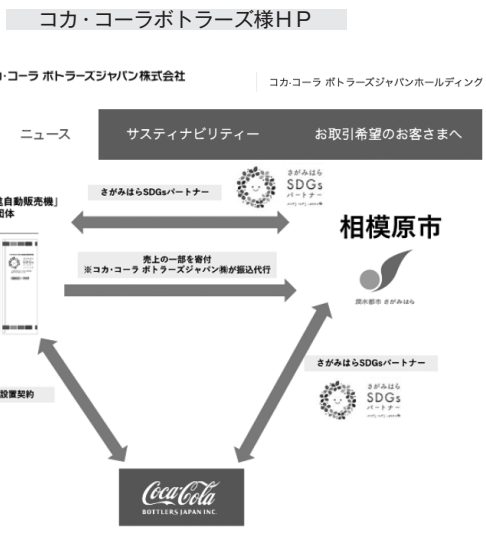 コカ・コーラボトラーズ様ＨＰ
コカ·コーラ ボトラーズジャパン株式会社
コカ·コーラ ボトラーズジャパンホールディング
ニュース
サスティナビリティー
お取引希望のお客さまへ
さがみはらSDGsパートナー
さがみはら
SDGs
パートナー
自動販売機」
団体
相模原市
売上の一部を寄付
※コカ·コーラ ボトラーズジャパン㈱が振込代行
潤水都市 さがみはら
さがみはらSDGsパートナー
さがみはら
SDGs
パートナー
設置契約
Coca-Cola
BOTTLERS JAPAN INC.